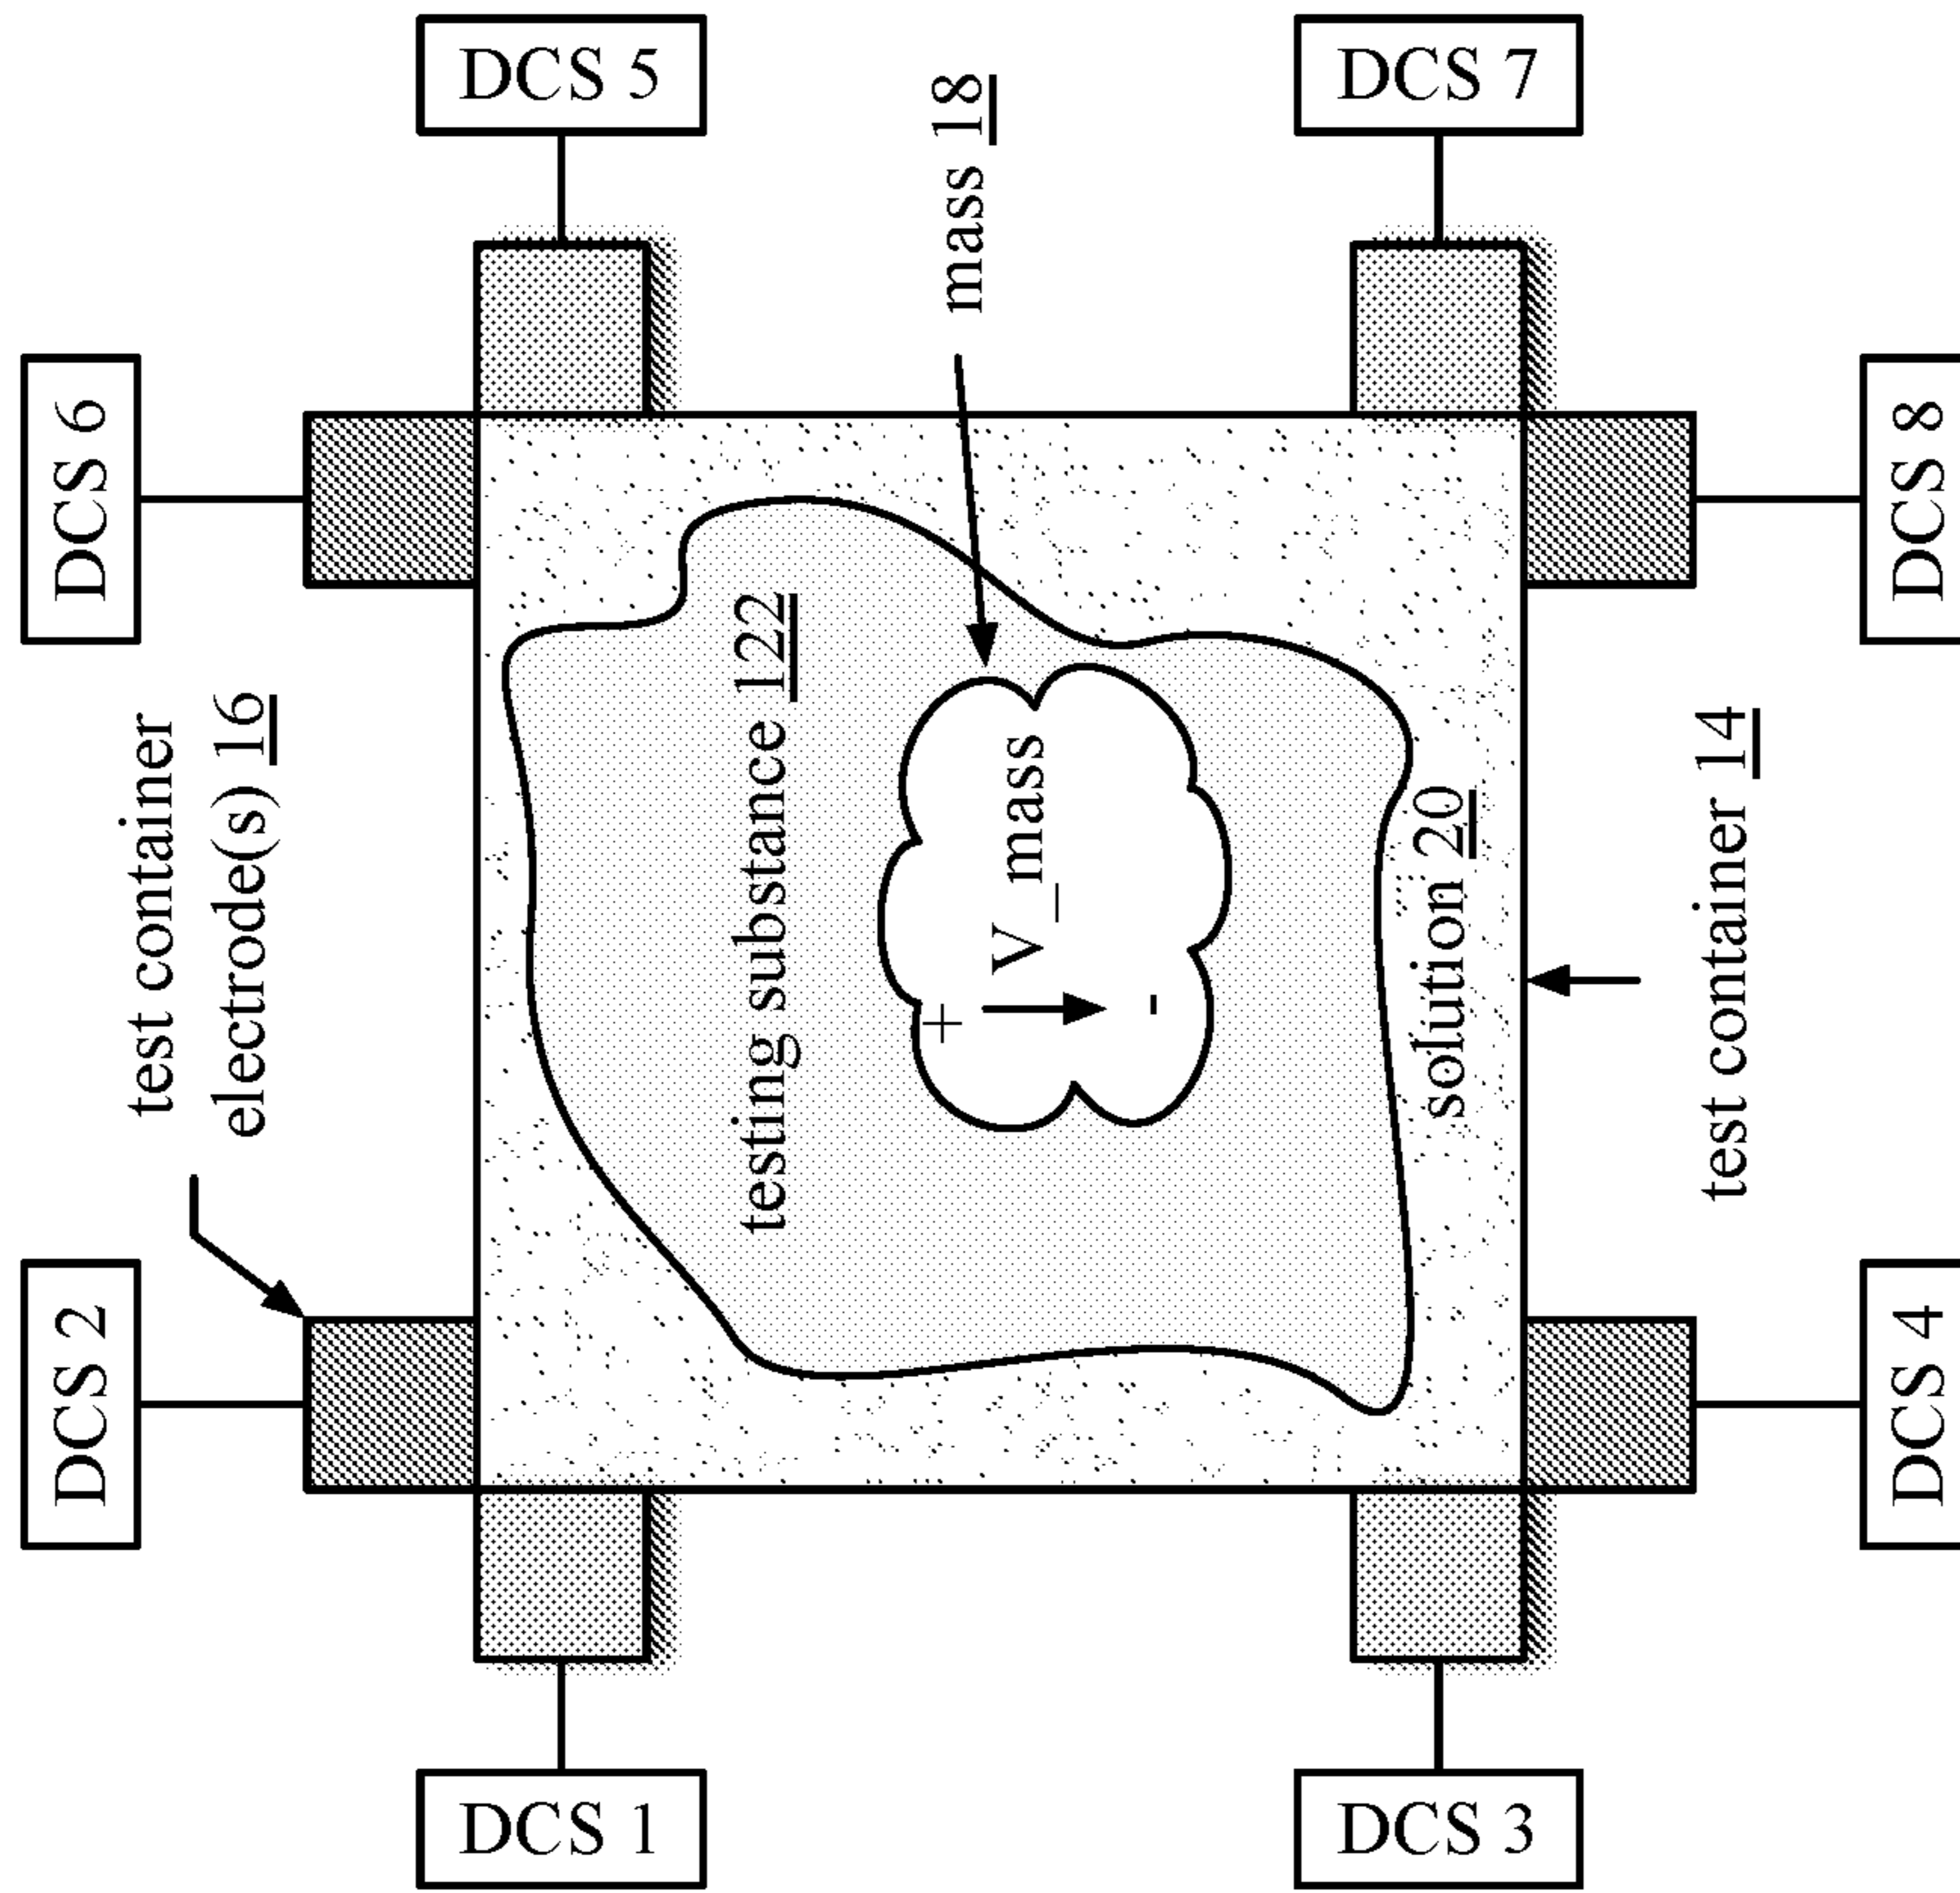 DCS 5
DCS 7
DCS 6
mass 18
DCS 8
test container
electrode(s) 16
testing substance 122
V_mass
+
-
solution 20
test container 14
DCS 2
DCS 4
DCS 1
DCS 3